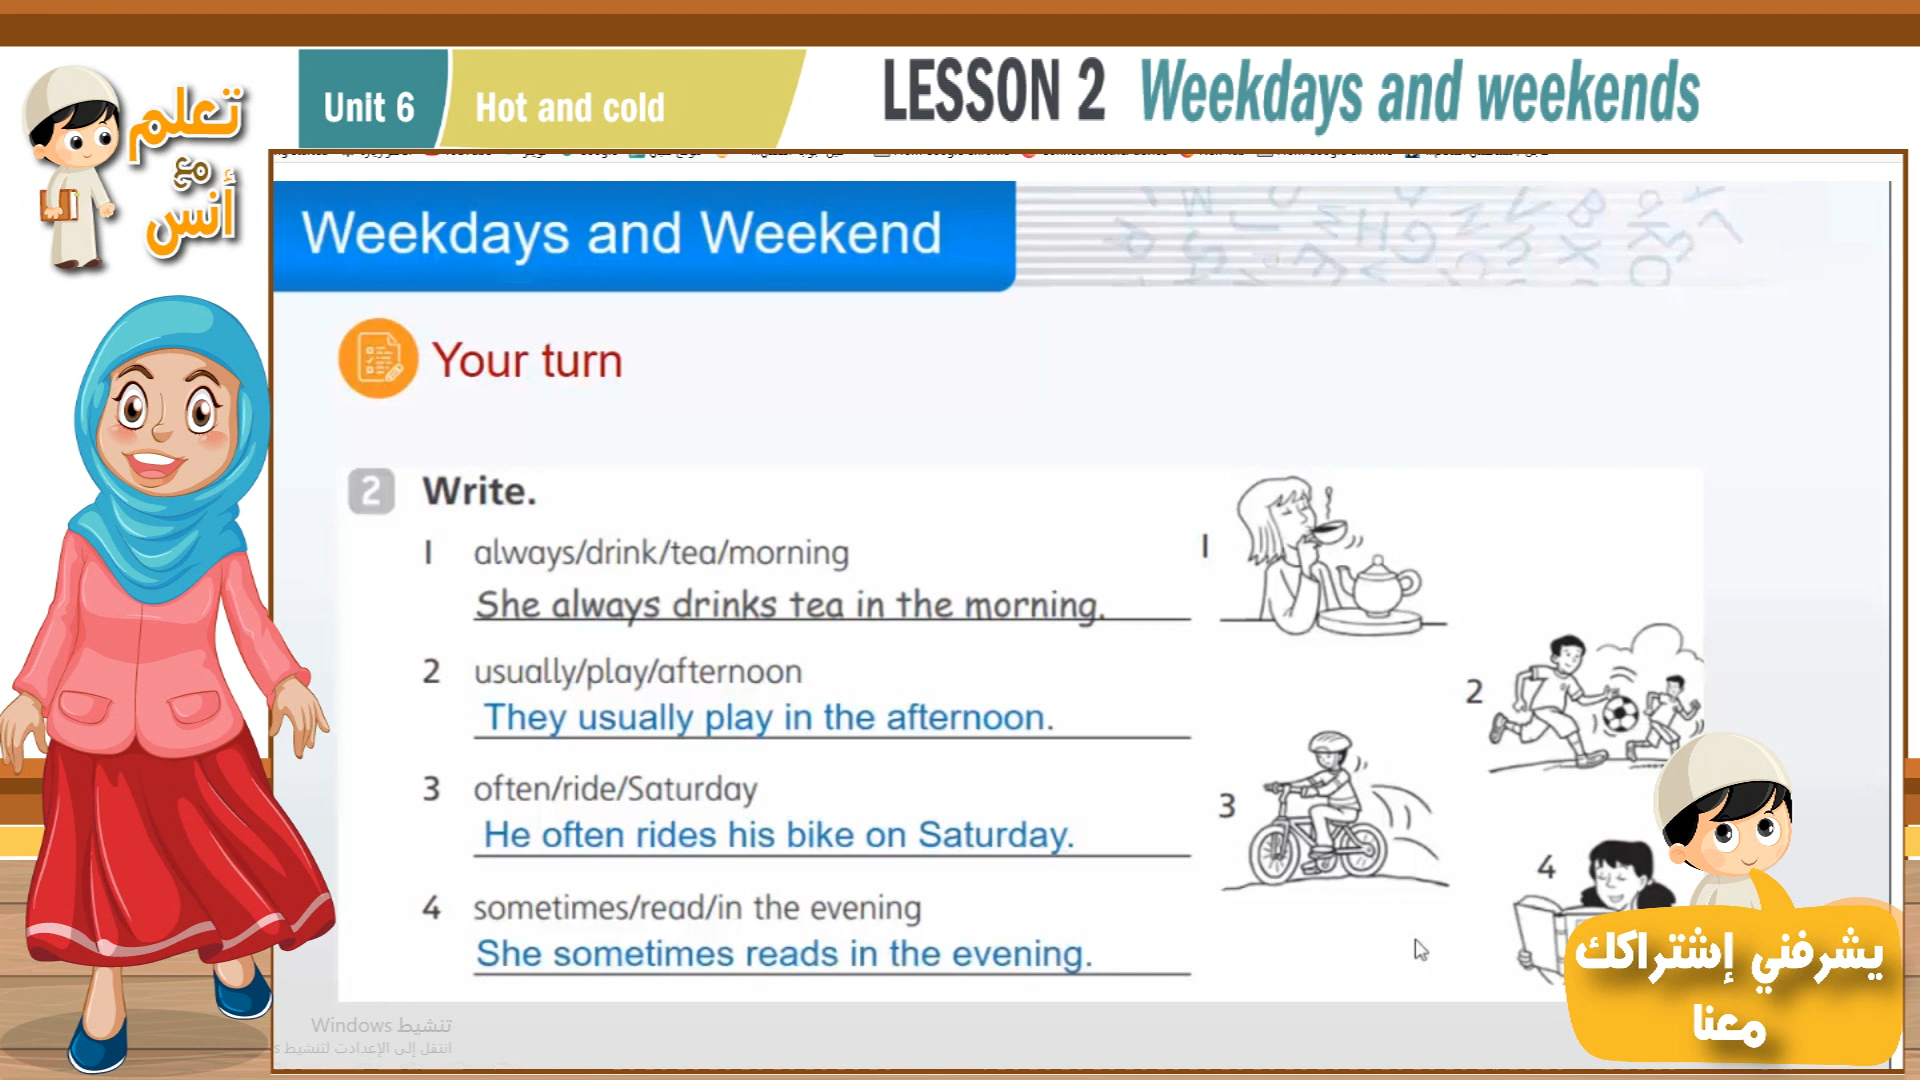 تعلم
مع
أنس
Unit 6
Hot and cold
LESSON 2 Weekdays and weekends
Weekdays and Weekend
Your turn
2 Write.
1 always/drink/tea/morning
She always drinks tea in the morning.
1
2 usually/play/afternoon
They usually play in the afternoon.
2
3 often/ride/Saturday
He often rides his bike on Saturday.
3
4 sometimes/read/in the evening
She sometimes reads in the evening.
4
يشرفني إشتراكك
معنا
تنشيط Windows
انتقل إلى الإعدادت لتنشيط